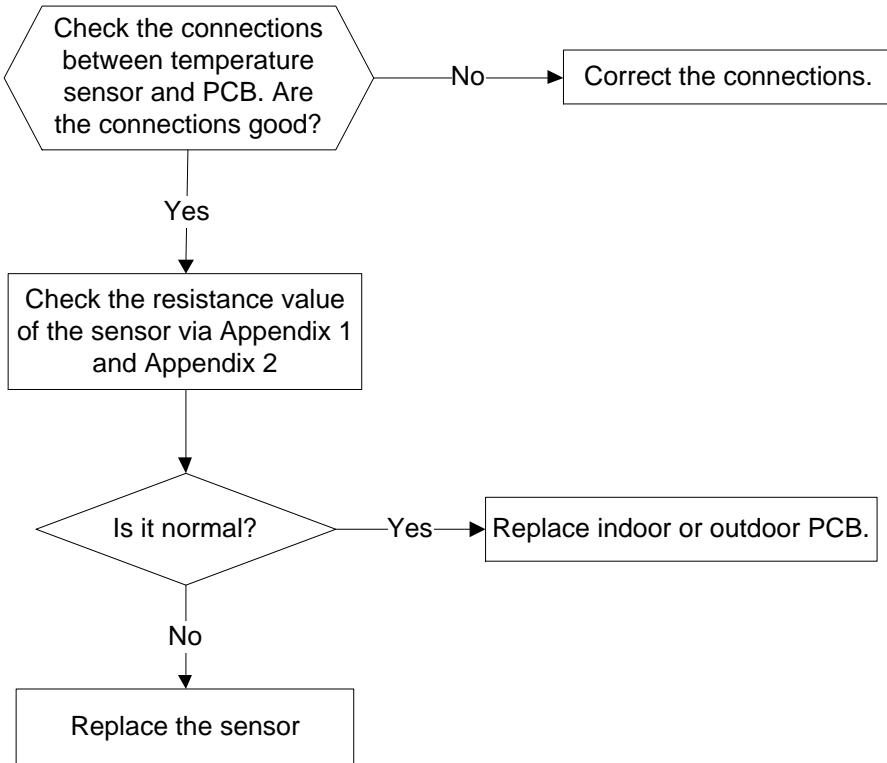 Check the connections
between temperature
sensor and PCB. Are
the connections good?
No
Correct the connections.
Yes
Check the resistance value
of the sensor via Appendix 1
and Appendix 2
Is it normal?
Yes
Replace indoor or outdoor PCB.
No
Replace the sensor